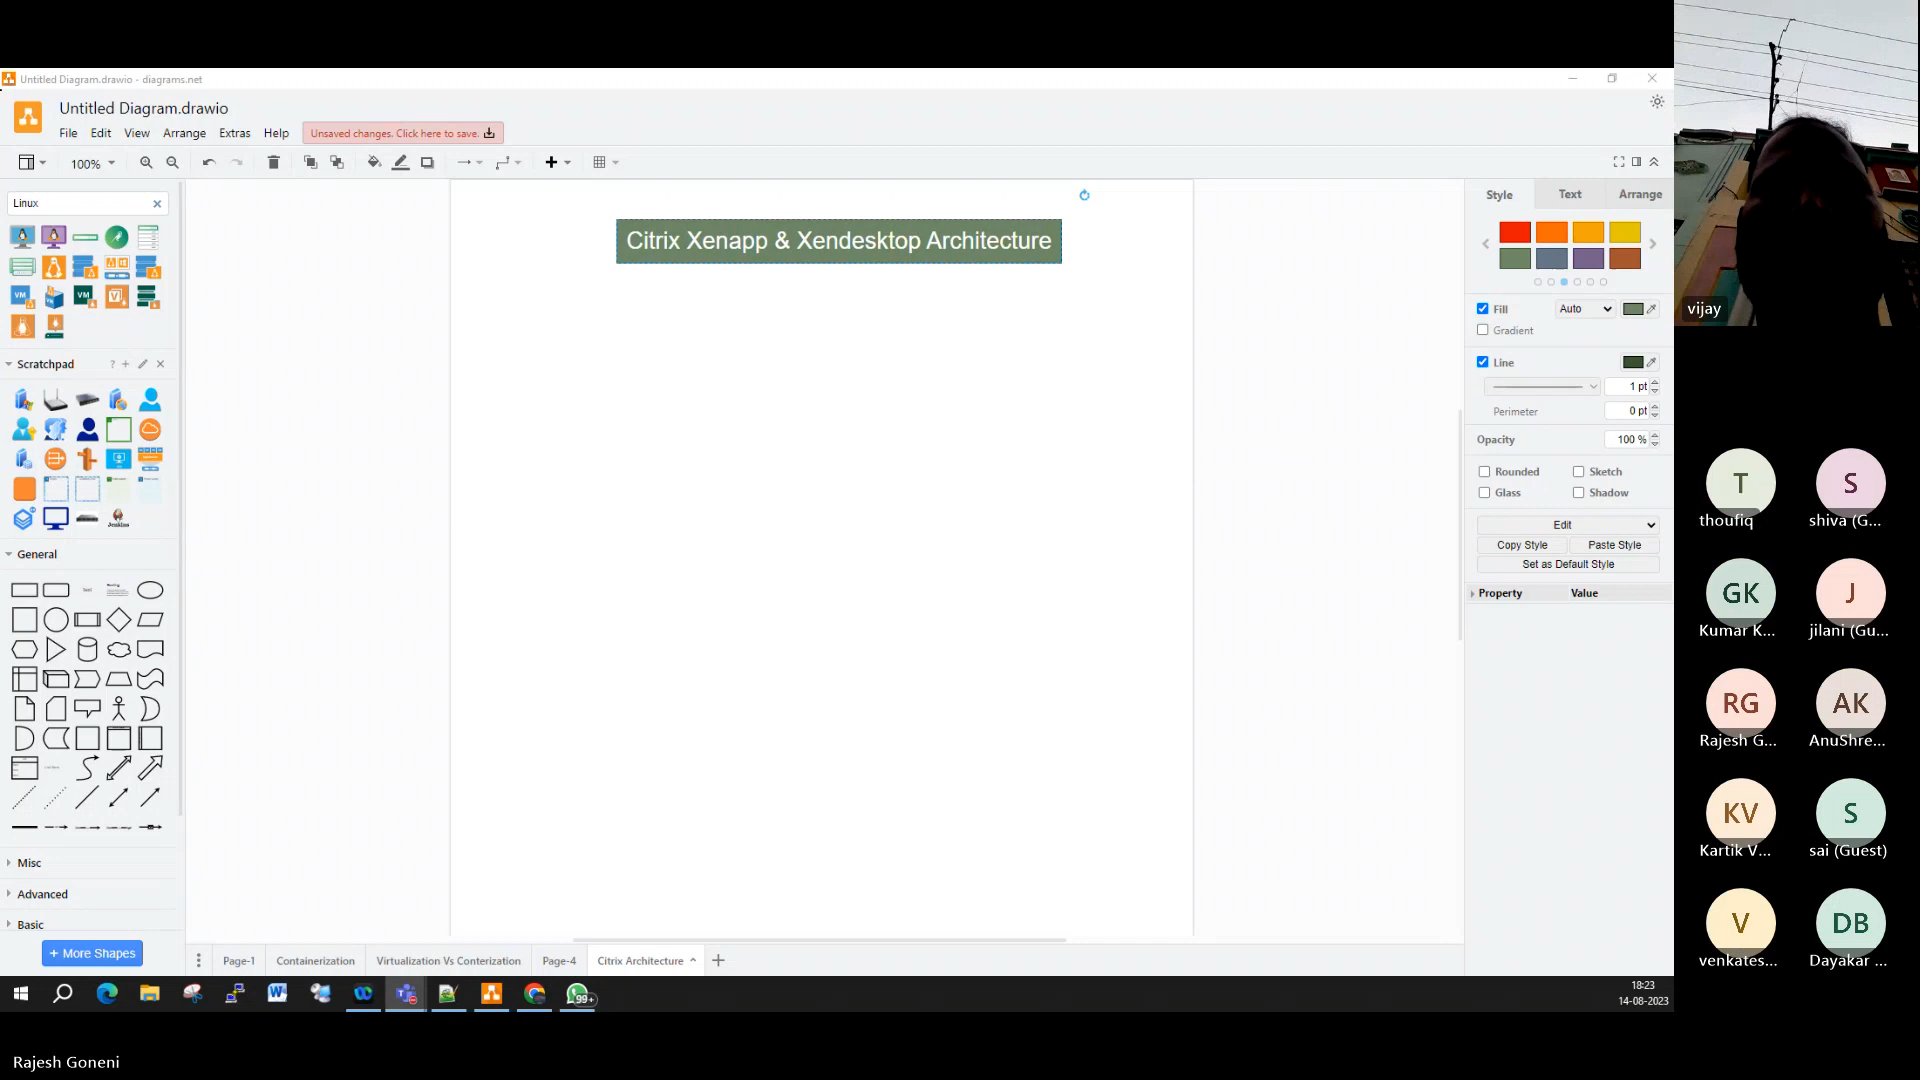 Untitled Diagram.drawio - diagrams.net
Untitled Diagram.drawio
File Edit View Arrange Extras Help Unsaved changes. Click here to save.
100%
Linux
Scratchpad
General
Misc
Advanced
Basic
+ More Shapes
Citrix Xenapp & Xendesktop Architecture
Page-1 Containerization Virtualization Vs Conterization Page-4 Citrix Architecture
Style Text Arrange
Fill Auto
Gradient
Line
1 pt
Perimeter 0 pt
Opacity 100 %
Rounded Sketch
Glass Shadow
Edit
Copy Style Paste Style
Set as Default Style
Property Value
18:23
14-08-2023
99+
Rajesh Goneni
vijay
T S
thoufiq shiva (G...
GK J
Kumar K... jilani (Gu...
RG AK
Rajesh G... AnuShre...
KV S
Kartik V... sai (Guest)
V DB
venkates... Dayakar ...